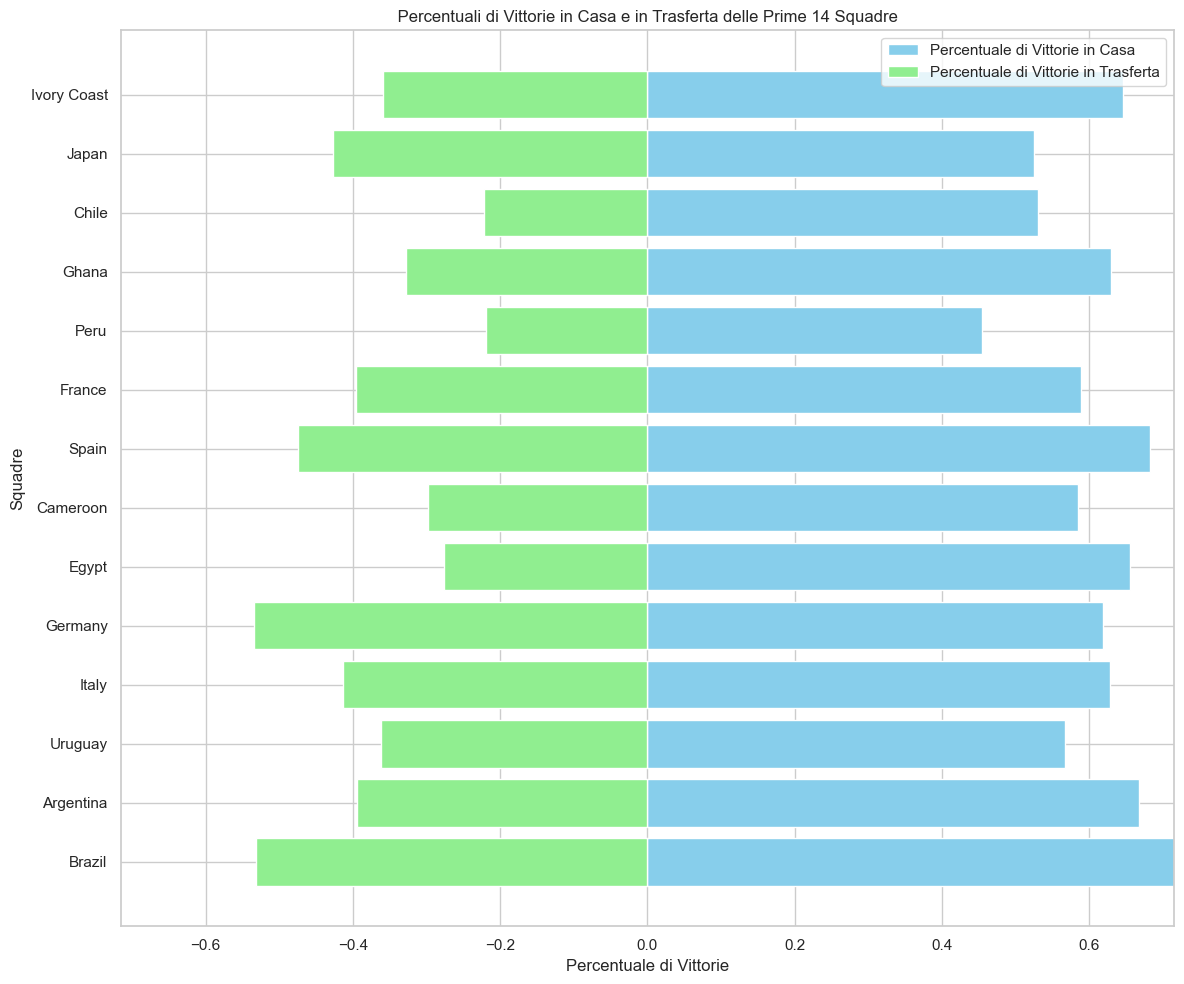 Percentuali di Vittorie in Casa e in Trasferta delle Prime 14 Squadre
Percentuale di Vittorie in Casa
Percentuale di Vittorie in Trasferta
Squadre
Ivory Coast
Japan
Chile
Ghana
Peru
France
Spain
Cameroon
Egypt
Germany
Italy
Uruguay
Argentina
Brazil
−0.6 −0.4 −0.2 0.0 0.2 0.4 0.6
Percentuale di Vittorie